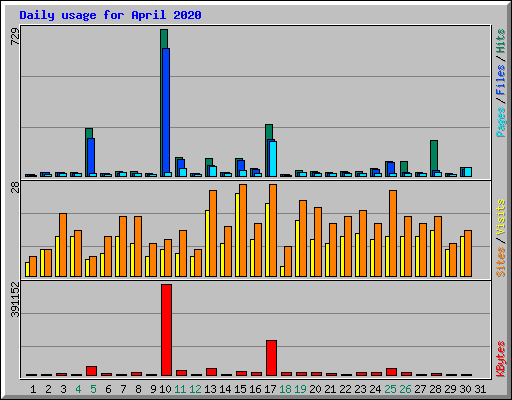 Daily usage for April 2020
729
28
391152
Pages / Files / Hits
Sites / Visits
KBytes
1 2 3 4 5 6 7 8 9 10 11 12 13 14 15 16 17 18 19 20 21 22 23 24 25 26 27 28 29 30 31